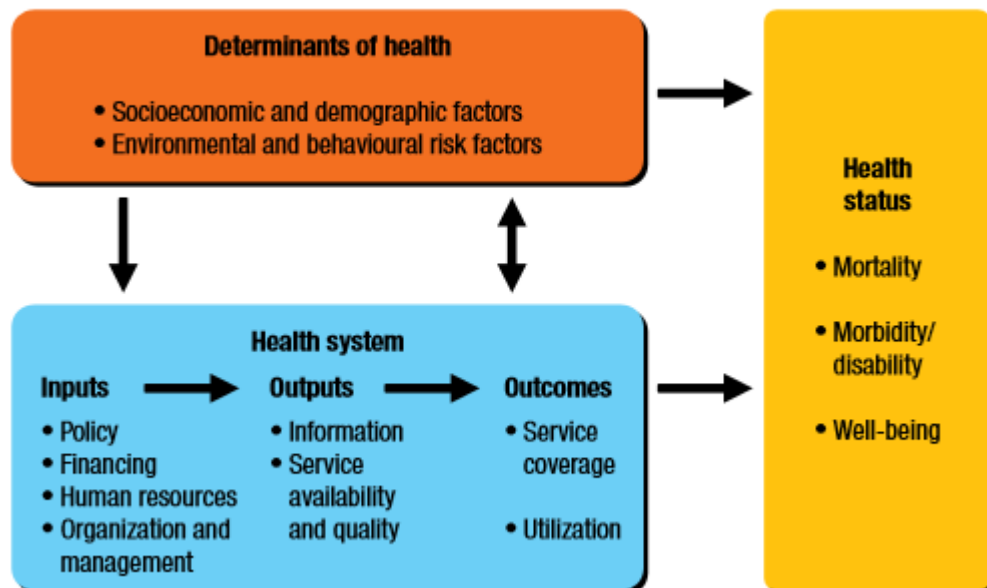 Determinants of health
• Socioeconomic and demographic factors
• Environmental and behavioural risk factors
Health system
Inputs
• Policy
• Financing
• Human resources
• Organization and
management
Outputs
• Information
• Service
availability
and quality
Outcomes
• Service
coverage
• Utilization
Health
status
• Mortality
• Morbidity/
disability
• Well-being